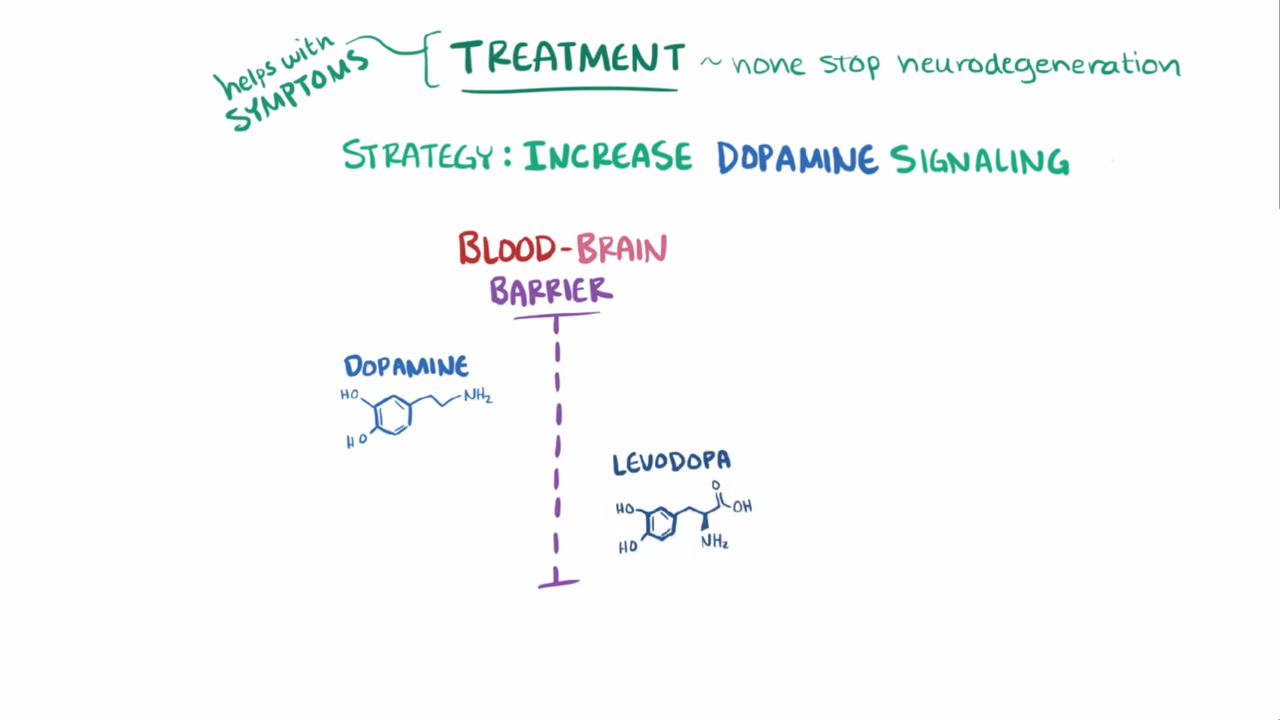 helps with
SYMPTOMS
TREATMENT ~ none stop neurodegeneration
STRATEGY: INCREASE DOPAMINE SIGNALING
BLOOD-BRAIN
BARRIER
DOPAMINE
HO
NH2
HO
LEVODOPA
O
HO
OH
HO
NH2